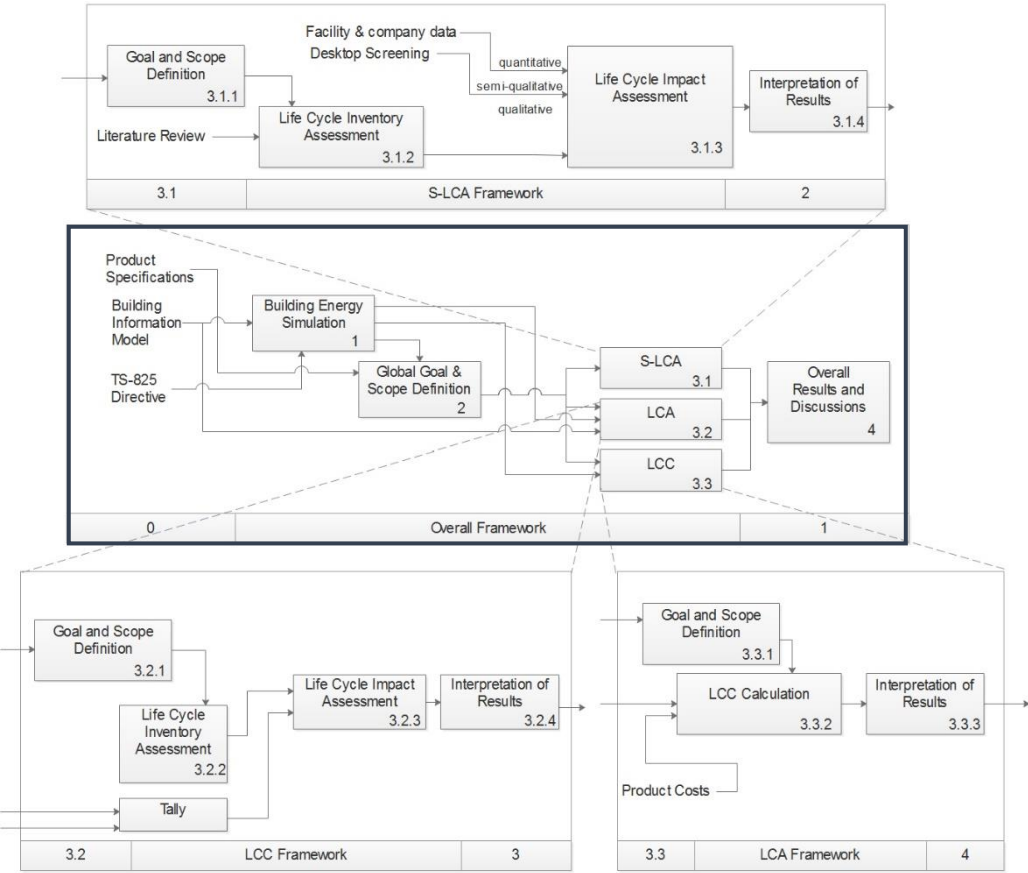 Facility & company data
Desktop Screening
quantitative
semi-qualitative
qualitative
Goal and Scope
Definition
3.1.1
Literature Review
Life Cycle Inventory
Assessment
3.1.2
Life Cycle Impact
Assessment
3.1.3
Interpretation of
Results
3.1.4
3.1
S-LCA Framework
2
Product
Specifications
Building
Information
Model
TS-825
Directive
Building Energy
Simulation
1
Global Goal &
Scope Definition
2
S-LCA
3.1
LCA
3.2
LCC
3.3
Overall
Results and
Discussions
4
0
Overall Framework
1
Goal and Scope
Definition
3.2.1
Life Cycle
Inventory
Assessment
3.2.2
Tally
Life Cycle Impact
Assessment
3.2.3
Interpretation of
Results
3.2.4
3.2
LCC Framework
3
Goal and Scope
Definition
3.3.1
LCC Calculation
3.3.2
Product Costs
Interpretation of
Results
3.3.3
3.3
LCA Framework
4